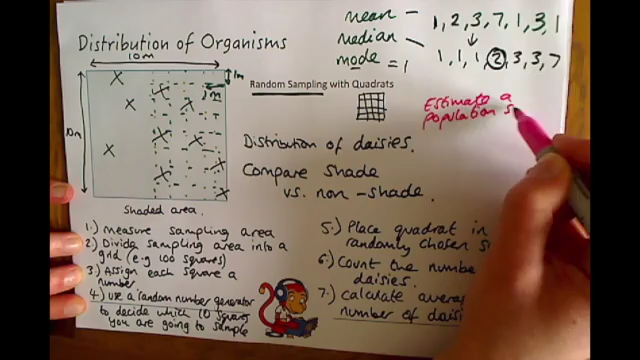 Distribution of Organisms
10m
10m
1m
1m
Shaded area.
Random Sampling with Quadrats
mean – 1, 2, 3, 7, 1, 3, 1
median
mode = 1
1, 1, 1, 2, 3, 3, 7
Estimate a
population s
Distribution of daisies.
Compare shade
vs. non-shade.
1.) Measure sampling area
2) Divide sampling area into a
grid (e.g 100 squares)
3) Assign each square a
number
4) Use a random number generator
to decide which 10 squares
you are going to sample
5.) Place quadrat in
randomly chosen s
6.) Count the numbe
daisies.
7.) Calculate avera
number of dais